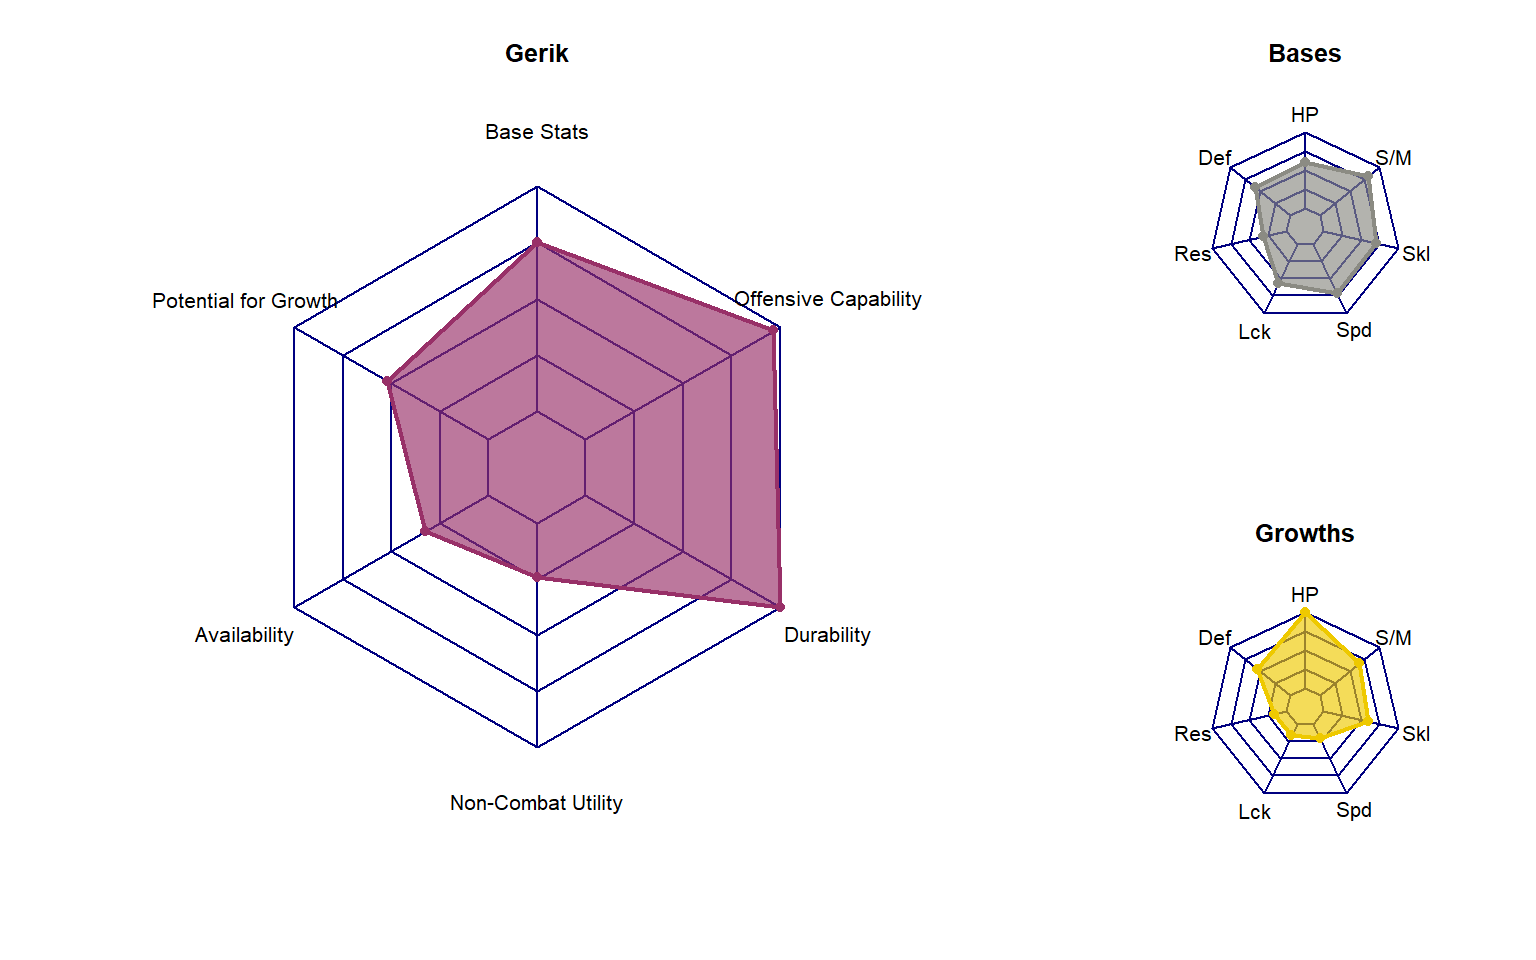 Gerik
Base Stats
Offensive Capability
Potential for Growth
Availability
Durability
Non-Combat Utility
Bases
HP
Def
S/M
Res
Skl
Lck
Spd
Growths
HP
Def
S/M
Res
Skl
Lck
Spd